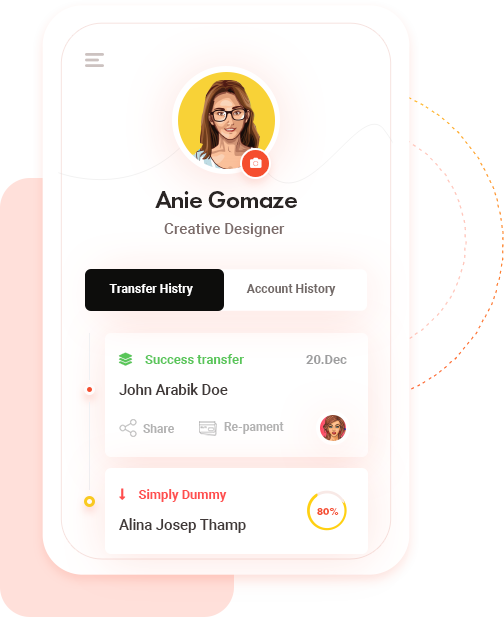 Anie Gomaze
Creative Designer
Transfer Histry
Account History
Success transfer
20.Dec
John Arabik Doe
Share
Re-pament
Simply Dummy
80%
Alina Josep Thamp